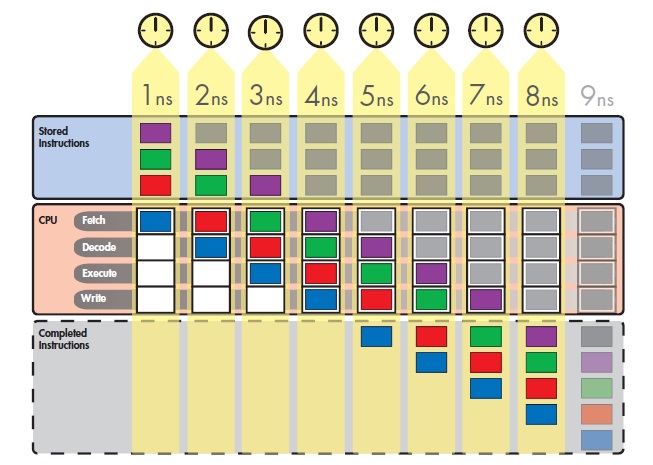 1ns 2ns 3ns 4ns 5ns 6ns 7ns 8ns 9ns
Stored
Instructions
CPU Fetch
Decode
Execute
Write
Completed
Instructions